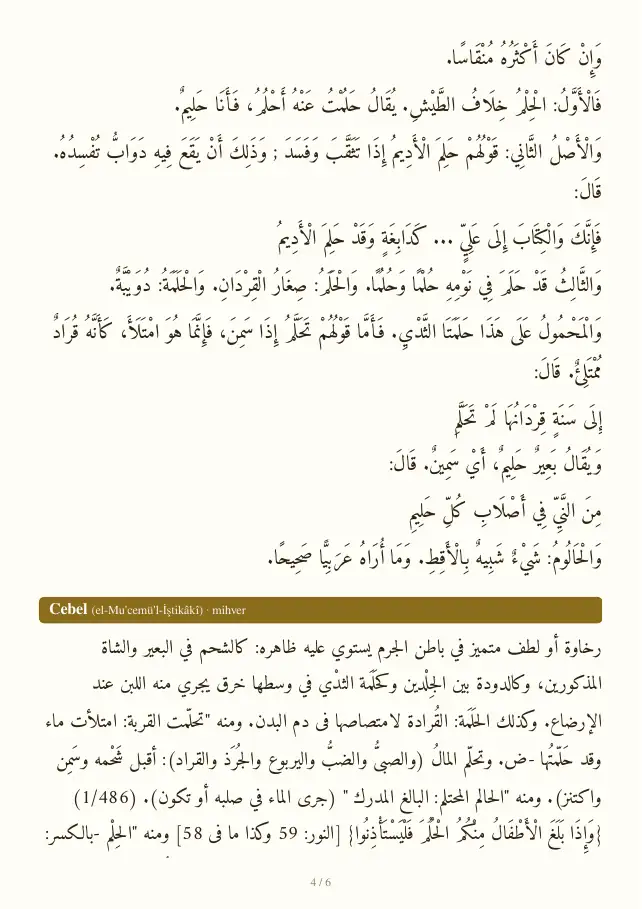 وَإِنْ كَانَ أَكْثَرُهُ مُنْقَاسًا.
فَالْأَوَّلُ: الْحِلْمُ خِلَافُ الطَّيْشِ. يُقَالُ حَلُمْتُ عَنْهُ أَحْلُمُ، فَأَنَا حَلِيمٌ.
وَالْأَصْلُ الثَّانِي: قَوْلُهُمْ حَلِمَ الْأَدِيمُ إِذَا تَثَقَّبَ وَفَسَدَ ; وَذَلِكَ أَنْ يَقَعَ فِيهِ دَوَابُّ تُفْسِدُهُ.
قَالَ:
فَإِنَّكَ وَالْكِتَابَ إِلَى عَلِيٍّ ... كَدَابِغَةٍ وَقَدْ حَلِمَ الْأَدِيمُ
وَالثَّالِثُ قَدْ حَلَمَ فِي نَوْمِهِ حُلْمًا وَحُلُمًا. وَالْحَلَمُ: صِغَارُ الْقِرْدَانِ. وَالْحَلَمَةُ: دُوَيْبَّةٌ.
وَالْمَحْمُولُ عَلَى هَذَا حَلَمَتَا الثَّدْيِ. فَأَمَّا قَوْلُهُمْ تَحَلَّمَ إِذَا سَمِنَ، فَإِنَّمَا هُوَ امْتَلَأَ، كَأَنَّهُ قُرَادٌ
مُمْتَلِئٌ. قَالَ:
إِلَى سَنَةٍ قِرْدَانُهَا لَمْ تَحَلَّمِ
وَيُقَالُ بَعِيرٌ حَلِيمٌ، أَيْ سَمِينٌ. قَالَ:
مِنَ النَّيِّ فِي أَصْلَابِ كُلِّ حَلِيمِ
وَالْحَالُومُ: شَيْءٌ شَبِيهٌ بِالْأَقِطِ. وَمَا أُرَاهُ عَرَبِيًّا صَحِيحًا.
Cebel (el-Mu'cemü'l-İştikâkî) · mihver
رخاوة أو لطف متميز في باطن الجرم يستوي عليه ظاهره: كالشحم في البعير والشاة
المذكورين، وكالدودة بين الجِلْدين وكحَلَمة الثدْي في وسطها خرق يجري منه اللبن عند
الإرضاع. وكذلك الحَلَمة: القُرادة لامتصاصها فى دم البدن. ومنه "تحلّمت القربة: امتلأت ماء
وقد حَلّمتُها -ض. وتحلّم المالُ (والصبيُّ والضبُّ واليربوع والجُرَذ والقراد): أقبل شَحْمه وسَمِن
واكتنز). ومنه "الحالم المحتلم: البالغ المدرك " (جرى الماء في صلبه أو تكون). (1/486)
{وَإِذَا بَلَغَ الْأَطْفَالُ مِنْكُمُ الْحُلُمَ فَلْيَسْتَأْذِنُوا} [النور: 59 وكذا ما فى 58] ومنه "الحِلْم -بالكسر:
4 / 6